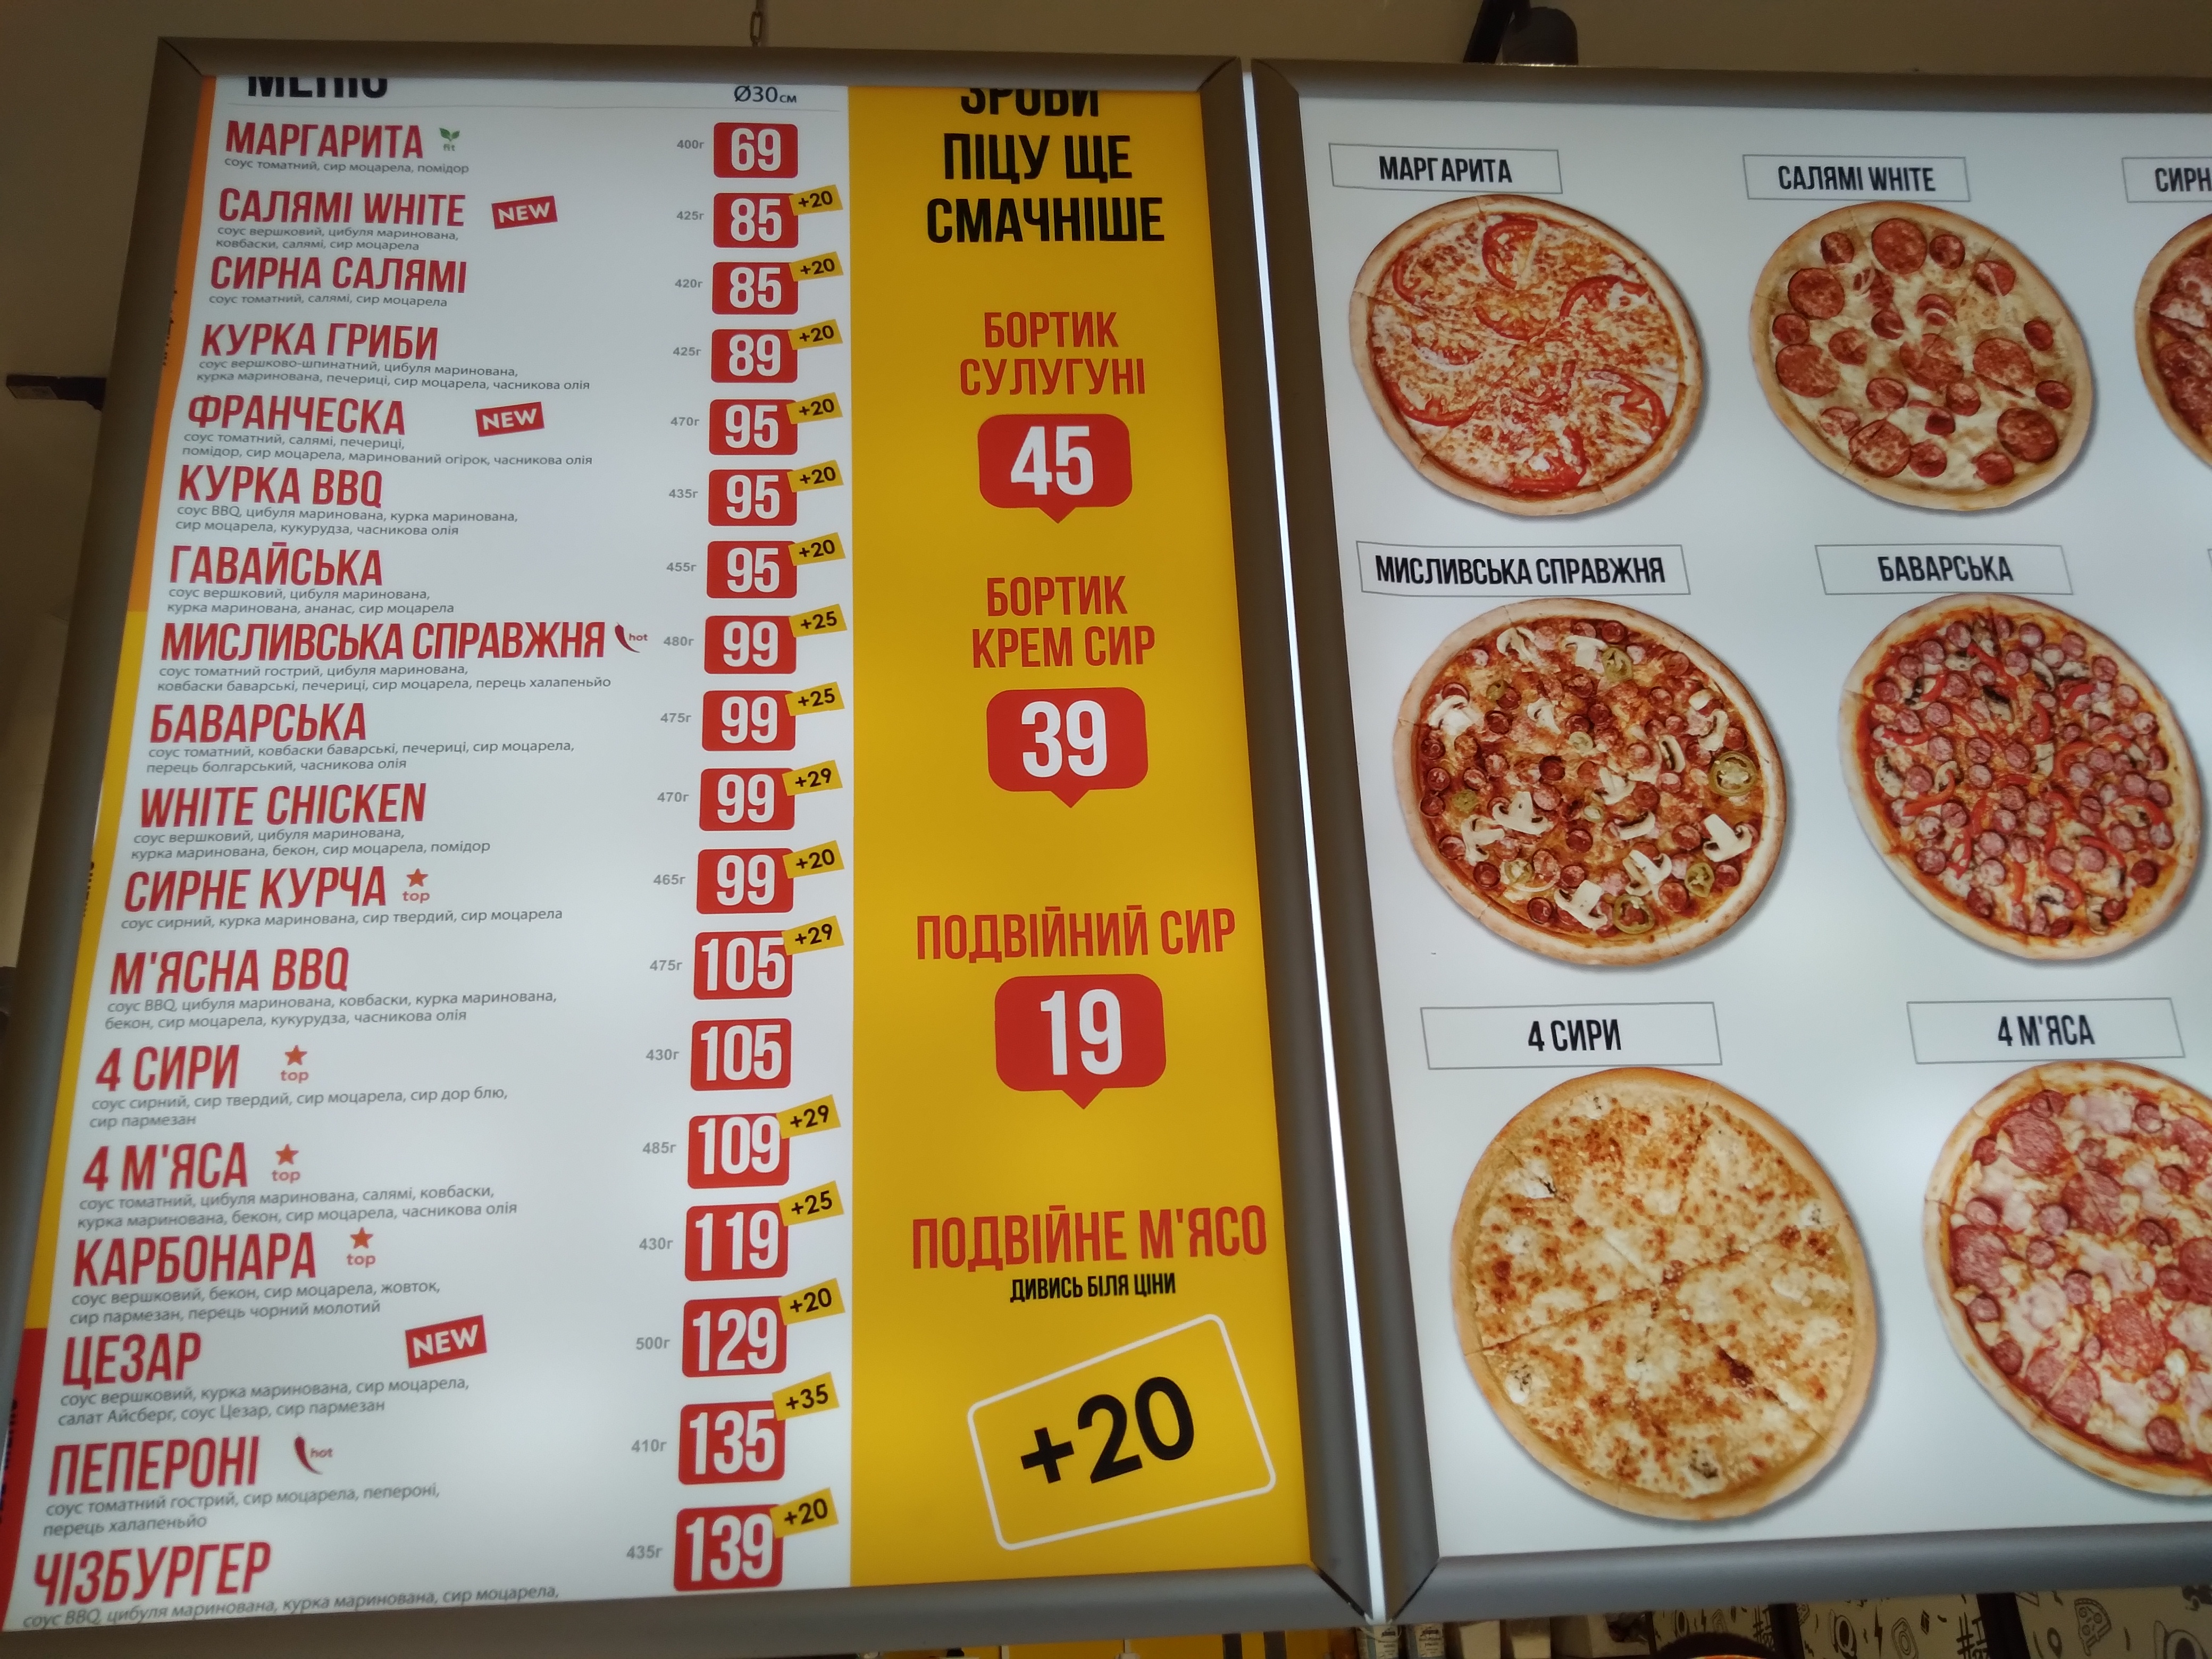 МЕНЮ
Ø30см
МАРГАРИТА fit 400г 69
соус томатний, сир моцарела, помідор
САЛЯМІ WHITE NEW 425г 85 +20
соус вершковий, цибуля маринована,
ковбаски, салямі, сир моцарела
СИРНА САЛЯМІ 420г 85 +20
соус томатний, салямі, сир моцарела
КУРКА ГРИБИ 425г 89 +20
соус вершково-шпинатний, цибуля маринована,
курка маринована, печериці, сир моцарела, часникова олія
ФРАНЧЕСКА NEW 470г 95 +20
соус томатний, салямі, печериці,
помідор, сир моцарела, маринований огірок, часникова олія
КУРКА BBQ 435г 95 +20
соус BBQ, цибуля маринована, курка маринована,
сир моцарела, кукурудза, часникова олія
ГАВАЙСЬКА 455г 95 +20
соус вершковий, цибуля маринована,
курка маринована, ананас, сир моцарела
МИСЛИВСЬКА СПРАВЖНЯ hot 480г 99 +25
соус томатний гострий, цибуля маринована,
ковбаски баварські, печериці, сир моцарела, перець халапеньйо
БАВАРСЬКА 475г 99 +25
соус томатний, ковбаски баварські, печериці, сир моцарела,
перець болгарський, часникова олія
WHITE CHICKEN 470г 99 +29
соус вершковий, цибуля маринована,
курка маринована, бекон, сир моцарела, помідор
СИРНЕ КУРЧА top 465г 99 +20
соус сирний, курка маринована, сир твердий, сир моцарела
М'ЯСНА BBQ 475г 105 +29
соус BBQ, цибуля маринована, ковбаски, курка маринована,
бекон, сир моцарела, кукурудза, часникова олія
4 СИРИ top 430г 105
соус сирний, сир твердий, сир моцарела, сир дор блю,
сир пармезан
4 М'ЯСА top 485г 109 +29
соус томатний, цибуля маринована, салямі, ковбаски,
курка маринована, бекон, сир моцарела, часникова олія
КАРБОНАРА top 430г 119 +25
соус вершковий, бекон, сир моцарела, жовток,
сир пармезан, перець чорний молотий
ЦЕЗАР NEW 500г 129 +20
соус вершковий, курка маринована, сир моцарела,
салат Айсберг, соус Цезар, сир пармезан
ПЕПЕРОНІ hot 410г 135 +35
соус томатний гострий, сир моцарела, пепероні,
перець халапеньйо
ЧІЗБУРГЕР 435г 139 +20
соус BBQ, цибуля маринована, курка маринована, сир моцарела,
ЗРОБИ
ПІЦУ ЩЕ
СМАЧНІШЕ
БОРТИК
СУЛУГУНІ
45
БОРТИК
КРЕМ СИР
39
ПОДВІЙНИЙ СИР
19
ПОДВІЙНЕ М'ЯСО
ДИВИСЬ БІЛЯ ЦІНИ
+20
МАРГАРИТА
САЛЯМІ WHITE
СИРН
МИСЛИВСЬКА СПРАВЖНЯ
БАВАРСЬКА
4 СИРИ
4 М'ЯСА